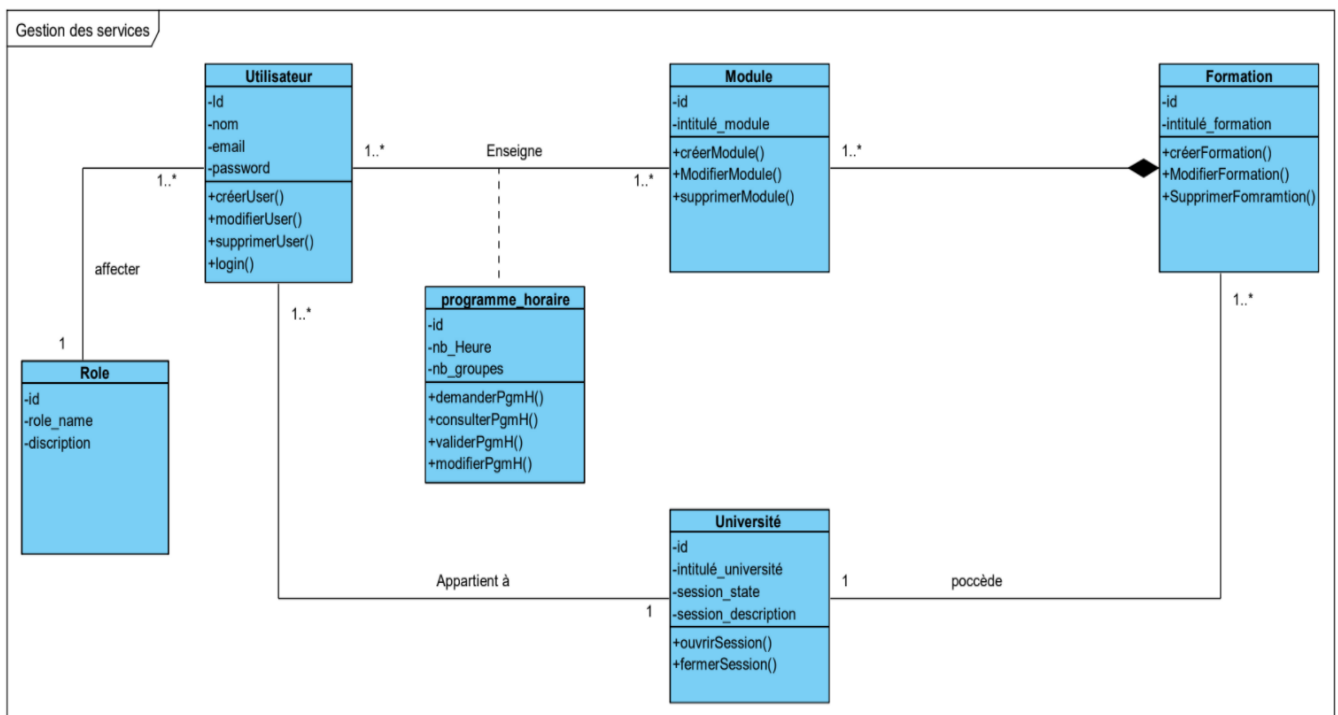 Gestion des services
Utilisateur
-Id
-nom
-email
-password
+créerUser()
+modifierUser()
+supprimerUser()
+login()
1..*
Enseigne
1..*
Module
-id
-intitulé_module
+créerModule()
+ModifierModule()
+supprimerModule()
1..*
Formation
-id
-intitulé_formation
+créerFormation()
+ModifierFormation()
+SupprimerFomramtion()
1..*
affecter
1
Role
-id
-role_name
-discription
programme_horaire
-id
-nb_Heure
-nb_groupes
+demanderPgmH()
+consulterPgmH()
+validerPgmH()
+modifierPgmH()
1..*
Appartient à
1
Université
-id
-intitulé_université
-session_state
-session_description
+ouvrirSession()
+fermerSession()
1
poccède
1..*